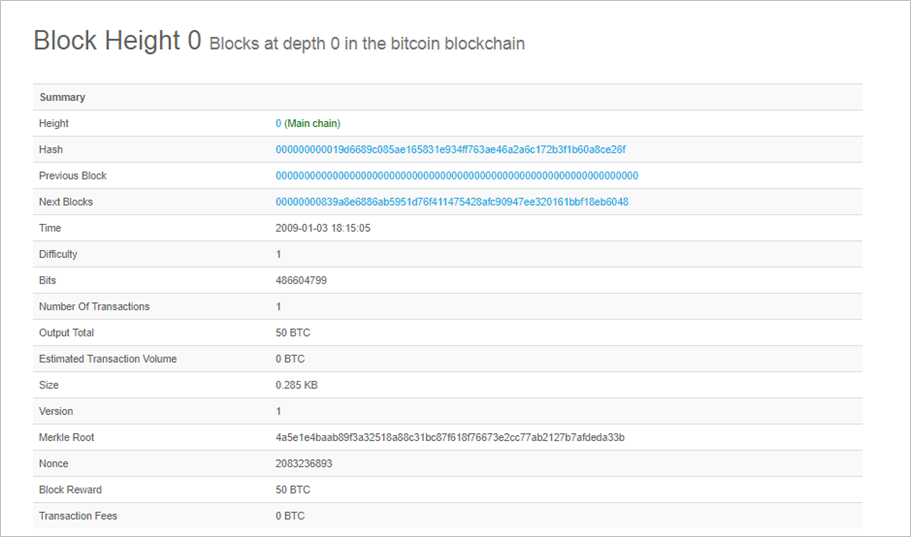 Block Height 0 Blocks at depth 0 in the bitcoin blockchain
Summary
Height 0 (Main chain)
Hash 000000000019d6689c085ae165831e934ff763ae46a2a6c172b3f1b60a8ce26f
Previous Block 0000000000000000000000000000000000000000000000000000000000000000
Next Blocks 00000000839a8e6886ab5951d76f411475428afc90947ee320161bbf18eb6048
Time 2009-01-03 18:15:05
Difficulty 1
Bits 486604799
Number Of Transactions 1
Output Total 50 BTC
Estimated Transaction Volume 0 BTC
Size 0.285 KB
Version 1
Merkle Root 4a5e1e4baab89f3a32518a88c31bc87f618f76673e2cc77ab2127b7afdeda33b
Nonce 2083236893
Block Reward 50 BTC
Transaction Fees 0 BTC